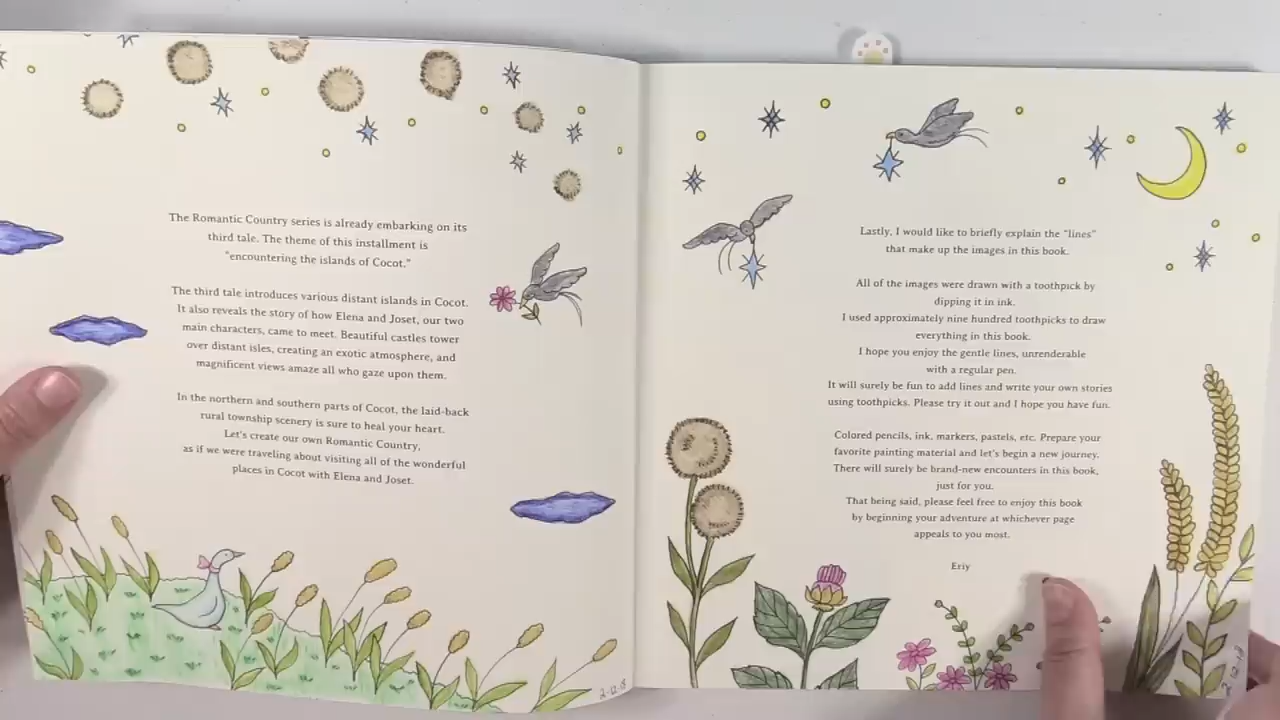 The Romantic Country series is already embarking on its
third tale. The theme of this installment is
"encountering the islands of Cocot."
The third tale introduces various distant islands in Cocot.
It also reveals the story of how Elena and Joset, our two
main characters, came to meet. Beautiful castles tower
over distant isles, creating an exotic atmosphere, and
magnificent views amaze all who gaze upon them.
In the northern and southern parts of Cocot, the laid-back
rural township scenery is sure to heal your heart.
Let's create our own Romantic Country,
as if we were traveling about visiting all of the wonderful
places in Cocot with Elena and Joset.
Lastly, I would like to briefly explain the "lines"
that make up the images in this book.
All of the images were drawn with a toothpick by
dipping it in ink.
I used approximately nine hundred toothpicks to draw
everything in this book.
I hope you enjoy the gentle lines, unrenderable
with a regular pen.
It will surely be fun to add lines and write your own stories
using toothpicks. Please try it out and I hope you have fun.
Colored pencils, ink, markers, pastels, etc. Prepare your
favorite painting material and let's begin a new journey.
There will surely be brand-new encounters in this book,
just for you.
That being said, please feel free to enjoy this book
by beginning your adventure at whichever page
appeals to you most.
Eriy